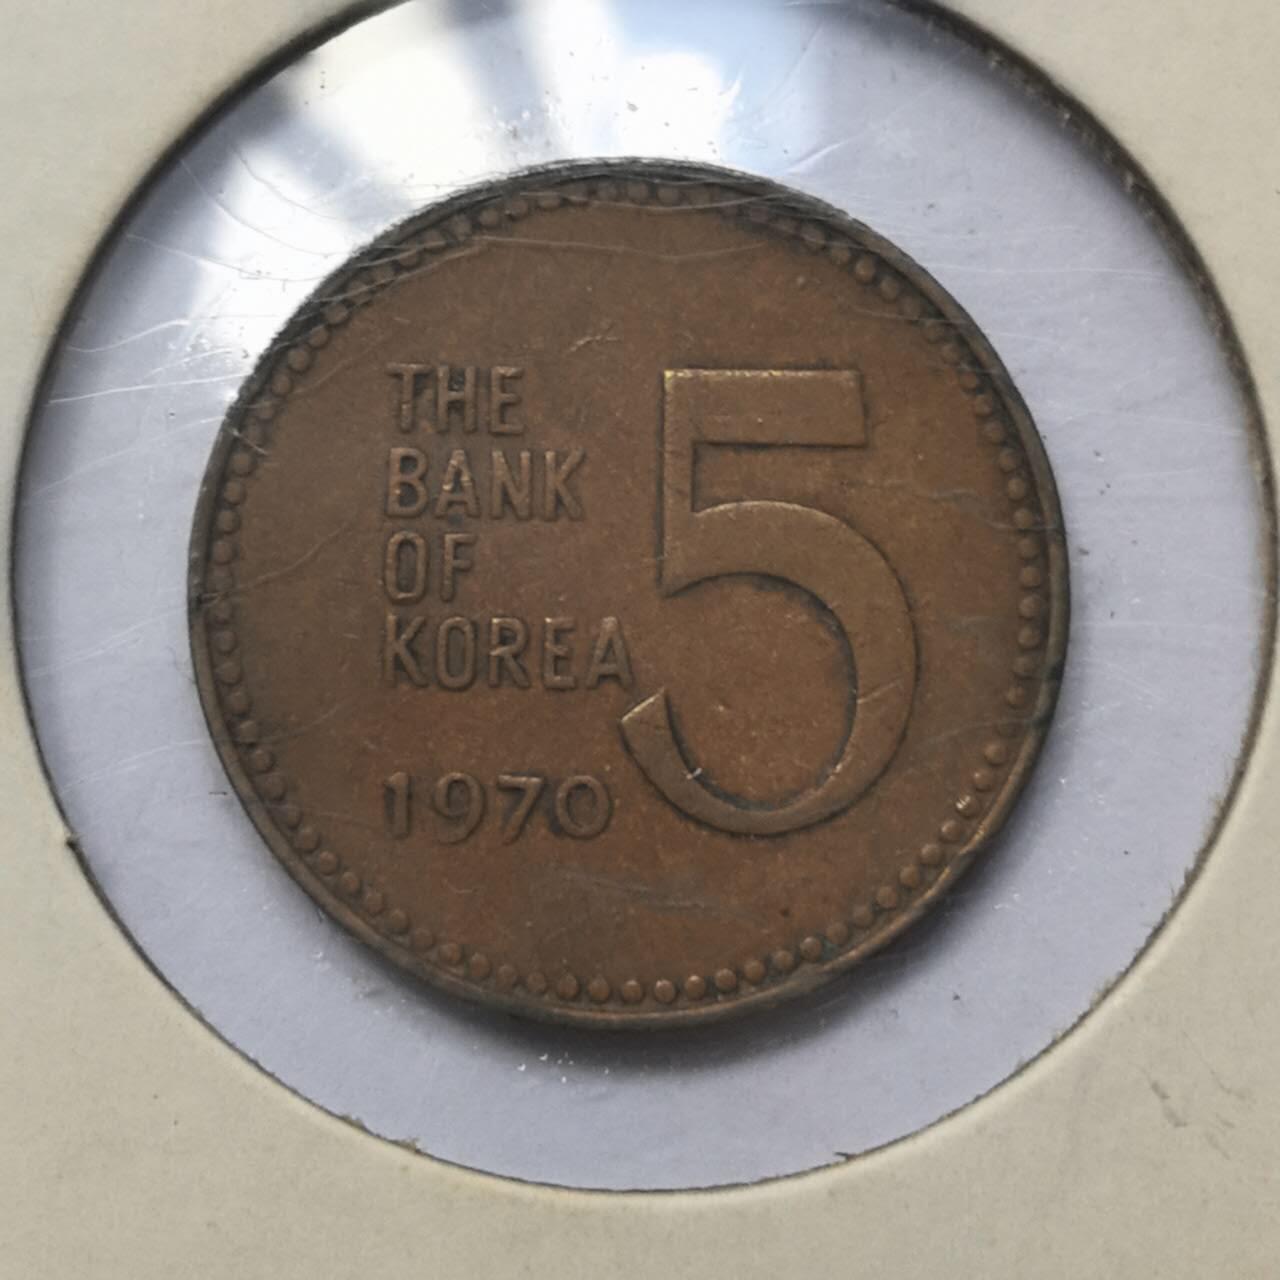 THE
BANK
OF
KOREA
1970
5